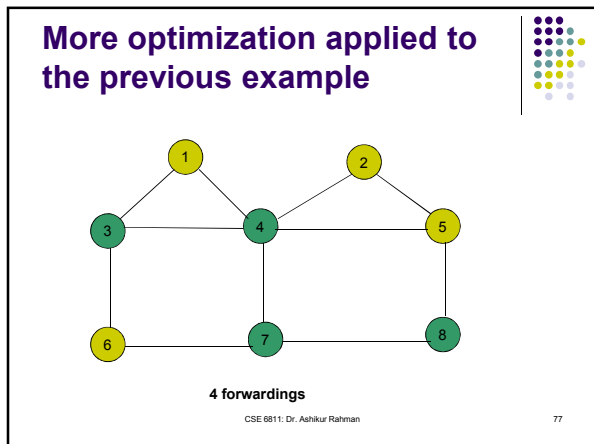 More optimization applied to
the previous example
1
2
3
4
5
6
7
8
4 forwardings
CSE 6811: Dr. Ashikur Rahman
77